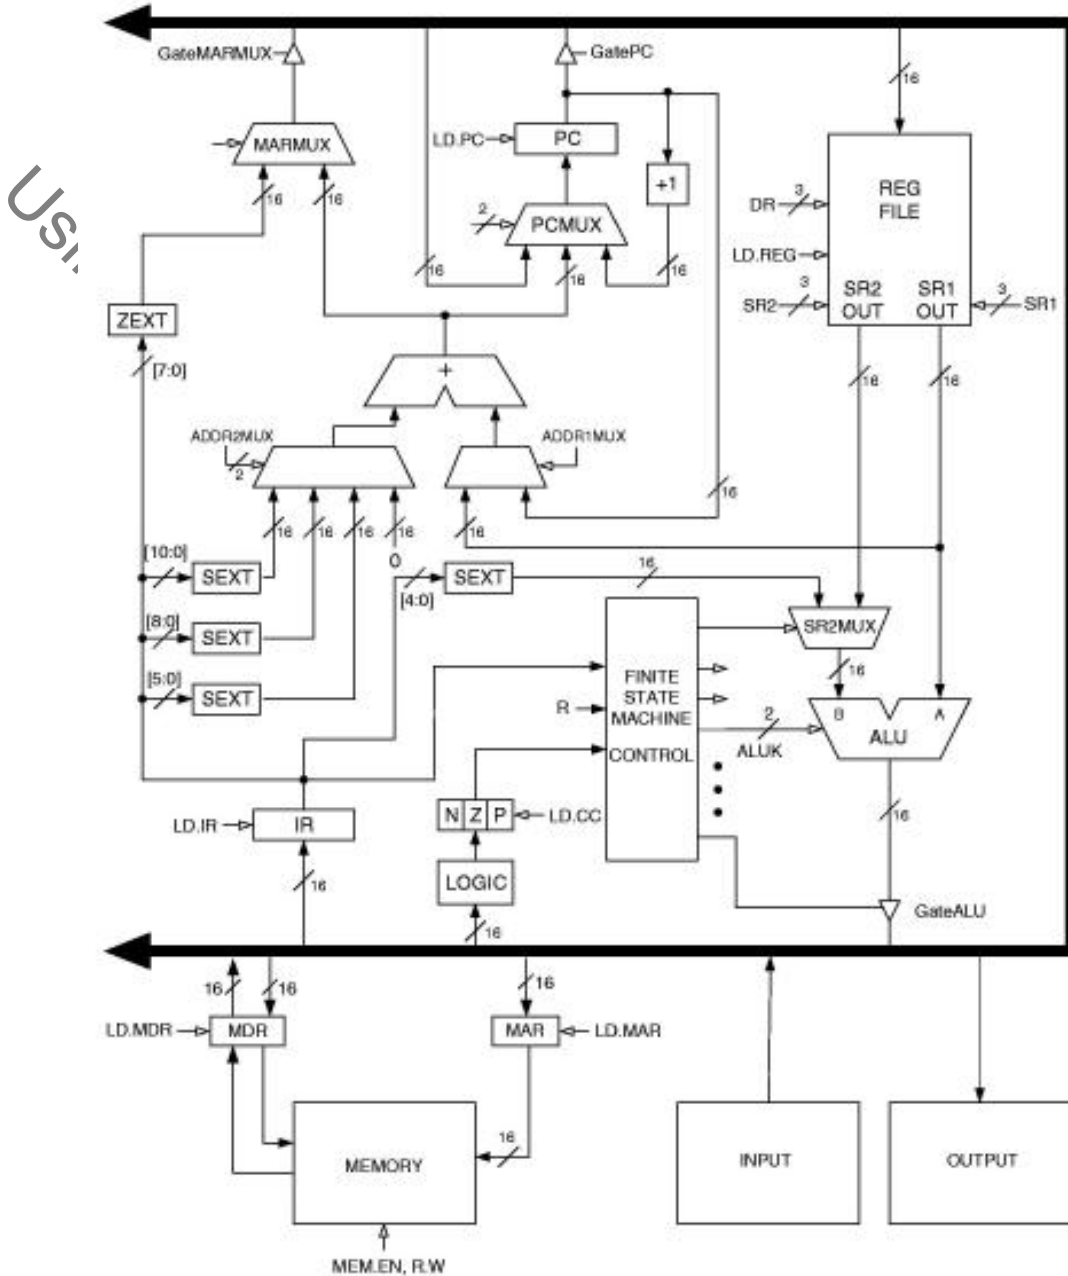 GateMARMUX
GatePC
16
MARMUX
LD.PC
PC
+1
REG
FILE
DR
3
LD.REG
SR2
3
SR2
OUT
SR1
OUT
3
SR1
16
16
2
PCMUX
16
16
16
ZEXT
[7:0]
+
16
16
ADDR2MUX
2
ADDR1MUX
16
16
16
16
16
16
0
[10:0]
SEXT
[4:0]
SEXT
16
[8:0]
SEXT
SR2MUX
16
[5:0]
SEXT
FINITE
STATE
MACHINE
CONTROL
R
2
ALUK
B
A
ALU
LD.IR
IR
N Z P
LD.CC
16
LOGIC
16
16
GateALU
16
16
16
LD.MDR
MDR
MAR
LD.MAR
16
MEMORY
INPUT
OUTPUT
MEM.EN, R.W